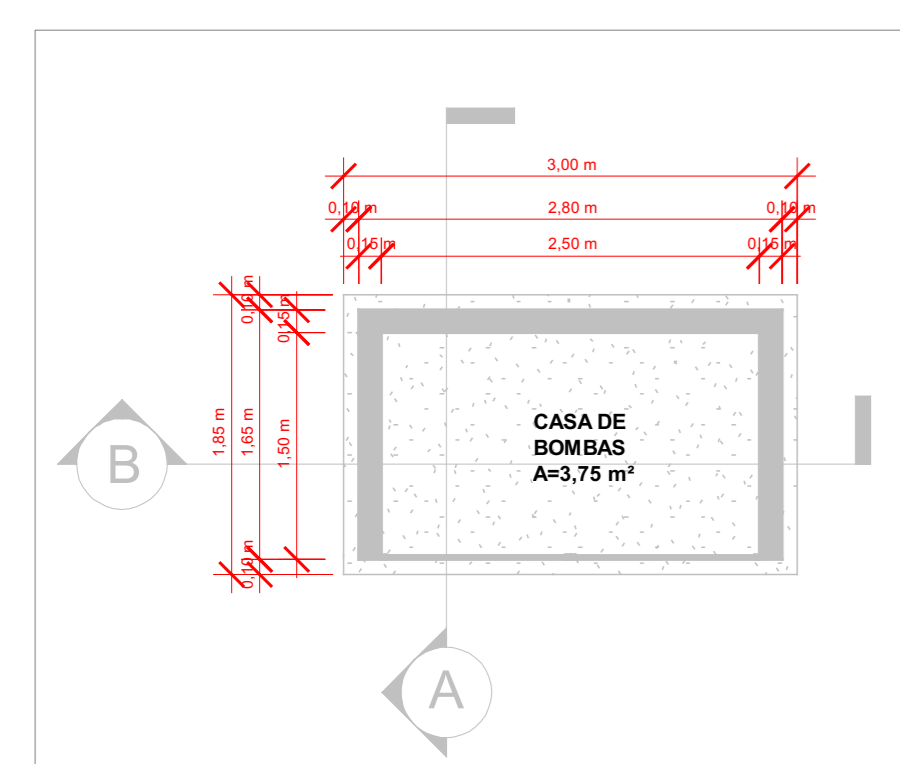 3,00 m
0,10 m
2,80 m
0,10 m
0,15 m
2,50 m
0,15 m
0,10 m
0,15 m
1,85 m
1,65 m
1,50 m
0,10 m
CASA DE
BOMBAS
A=3,75 m²
B
A